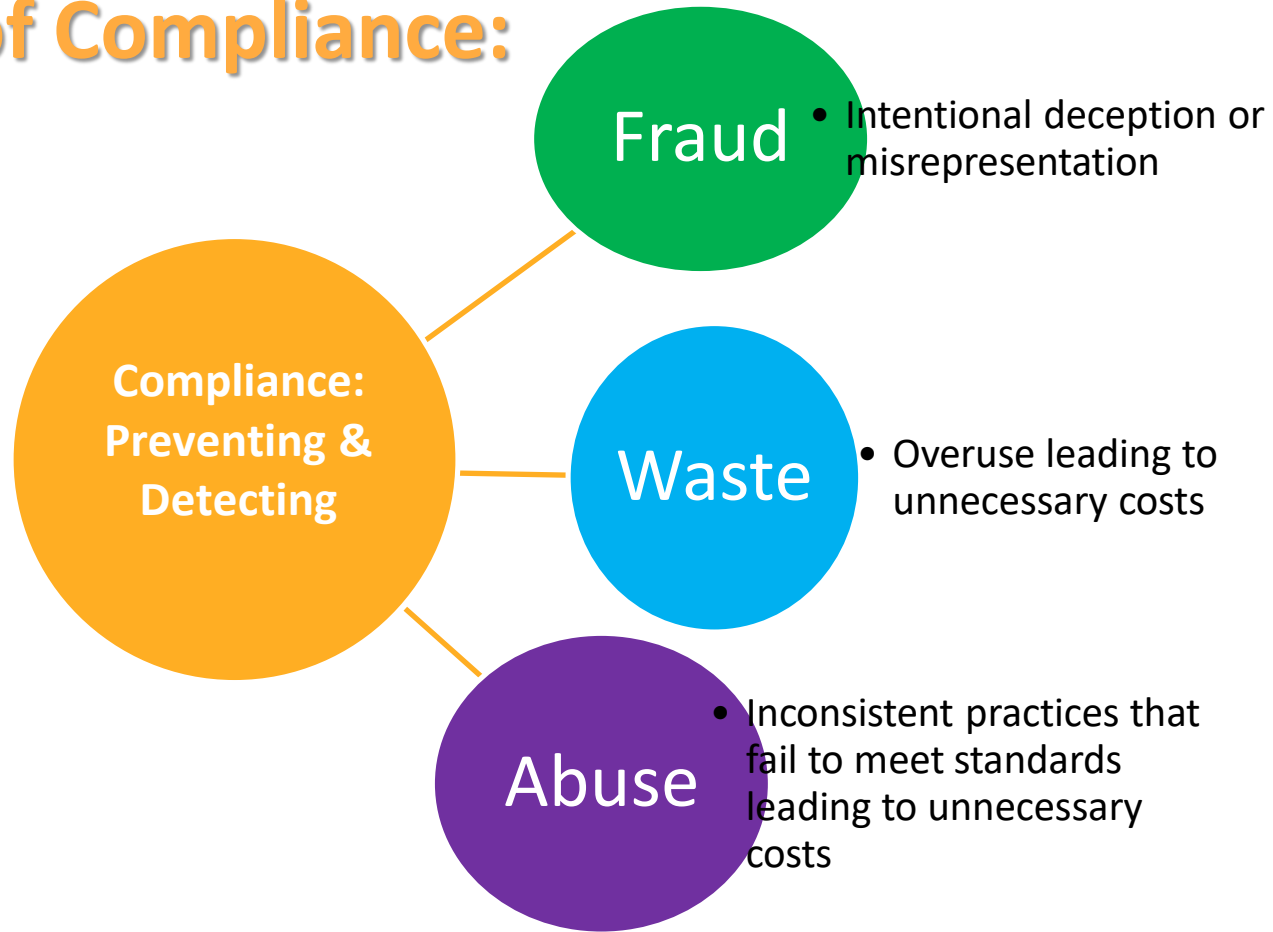 of Compliance:
Fraud
• Intentional deception or
misrepresentation
Compliance:
Preventing &
Detecting
Waste
• Overuse leading to
unnecessary costs
Abuse
• Inconsistent practices that
fail to meet standards
leading to unnecessary
costs